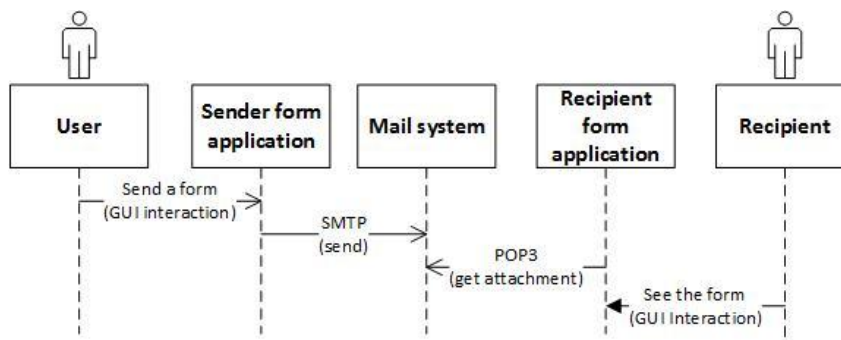 User
Sender form
application
Mail system
Recipient
form
application
Recipient
Send a form
(GUI interaction)
SMTP
(send)
POP3
(get attachment)
See the form
(GUI Interaction)